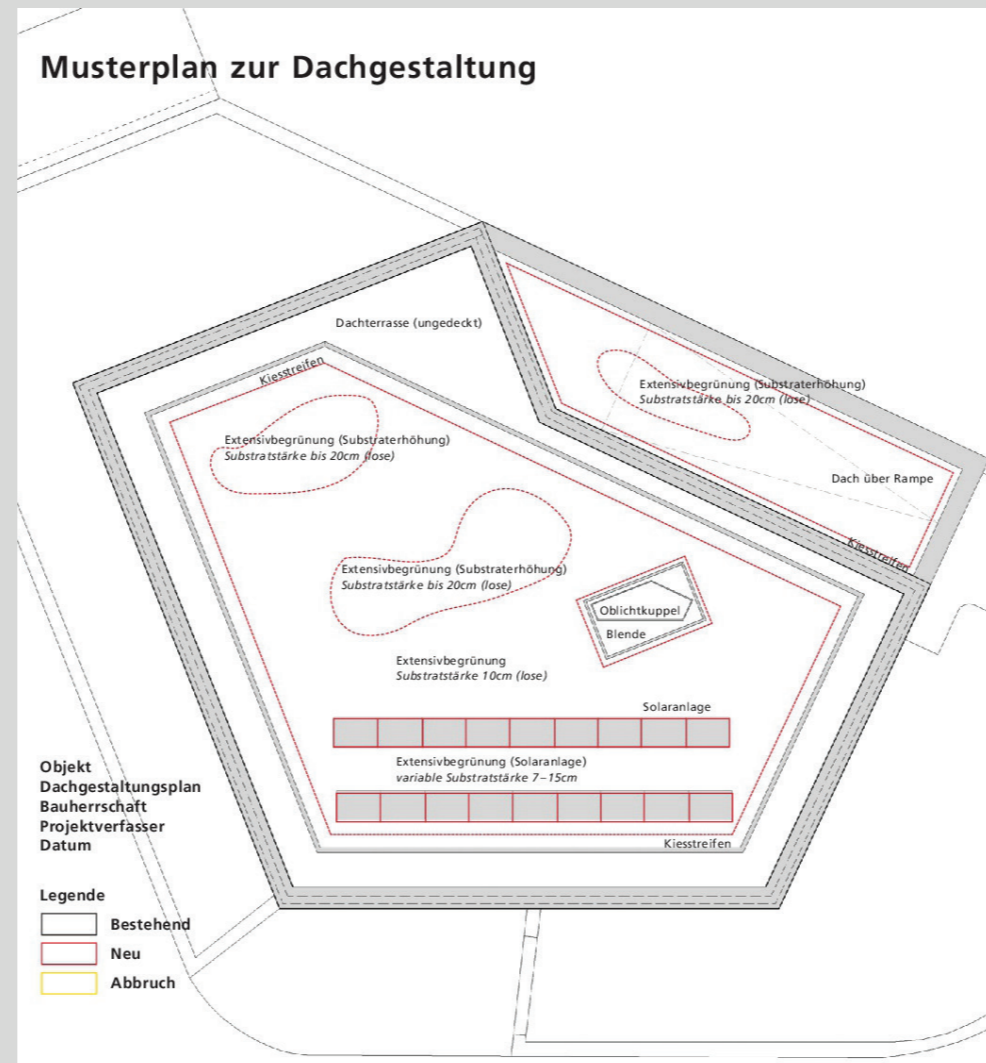 Musterplan zur Dachgestaltung
Dachterrasse (ungedeckt)
Kiesstreifen
Extensivbegrünung (Substraterhöhung)
Substratstärke bis 20cm (lose)
Extensivbegrünung (Substraterhöhung)
Substratstärke bis 20cm (lose)
Dach über Rampe
Kiesstreifen
Extensivbegrünung (Substraterhöhung)
Substratstärke bis 20cm (lose)
Oblichtkuppel
Blende
Extensivbegrünung
Substratstärke 10cm (lose)
Solaranlage
Extensivbegrünung (Solaranlage)
variable Substratstärke 7–15cm
Kiesstreifen
Objekt
Dachgestaltungsplan
Bauherrschaft
Projektverfasser
Datum
Legende
Bestehend
Neu
Abbruch